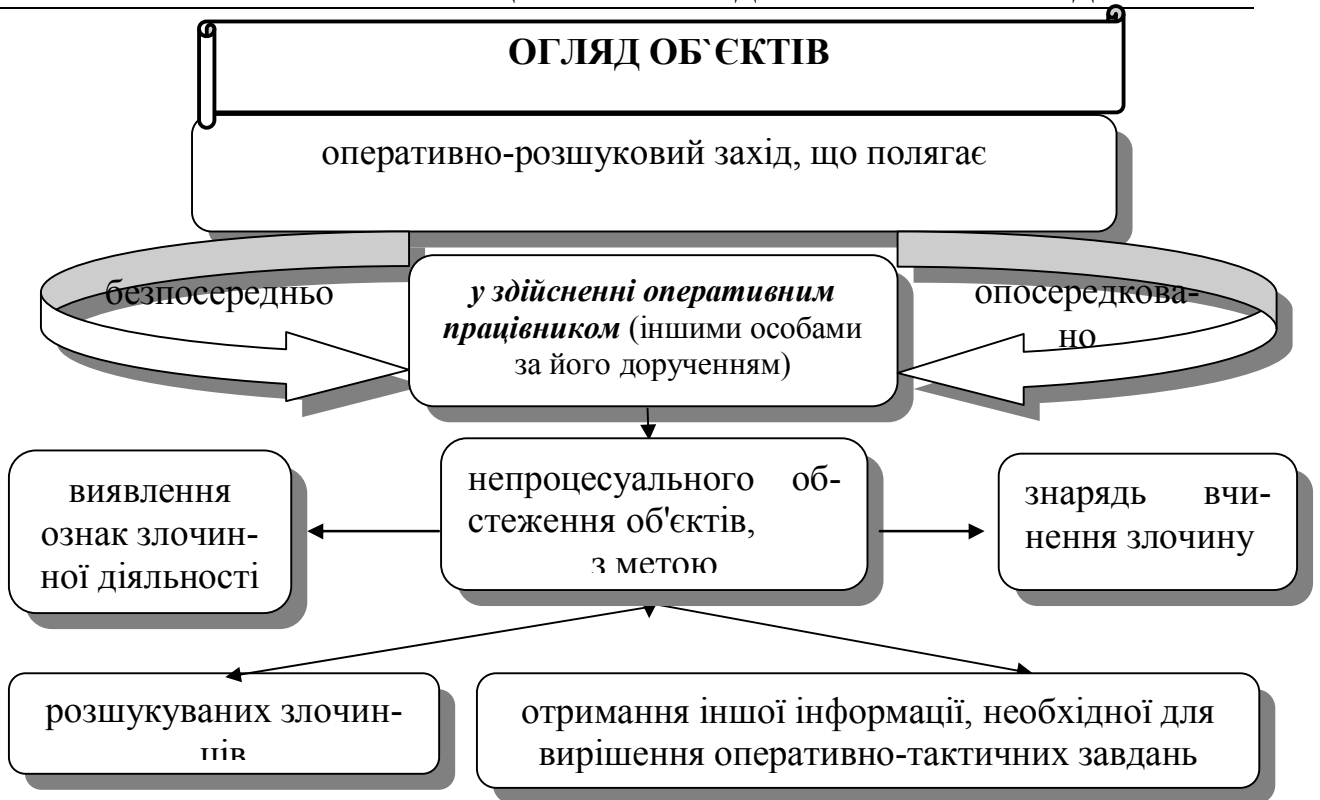 ОГЛЯД ОБ`ЄКТІВ
оперативно-розшуковий захід, що полягає
безпосередньо
у здійсненні оперативним
працівником (іншими особами
за його дорученням)
опосередкова-
но
непроцесуального об-
стеження об'єктів,
з метою
виявлення
ознак злочин-
ної діяльності
знарядь вчи-
нення злочину
розшукуваних злочин-
ців
отримання іншої інформації, необхідної для
вирішення оперативно-тактичних завдань